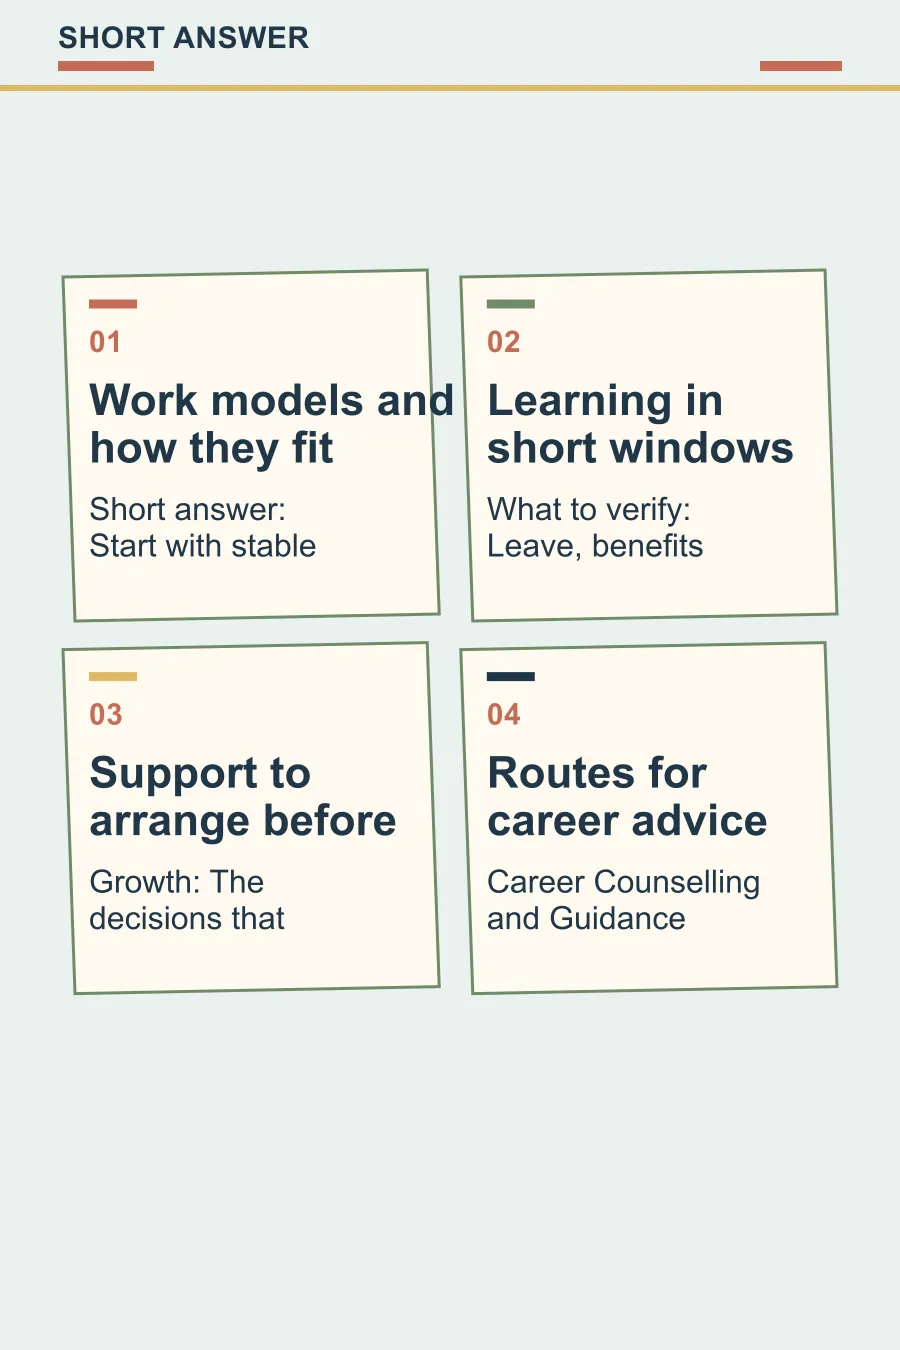 SHORT ANSWER
01
Work models and
how they fit
Short answer:
Start with stable
02
Learning in
short windows
What to verify:
Leave, benefits
03
Support to
arrange before
Growth: The
decisions that
04
Routes for
career advice
Career Counselling
and Guidance